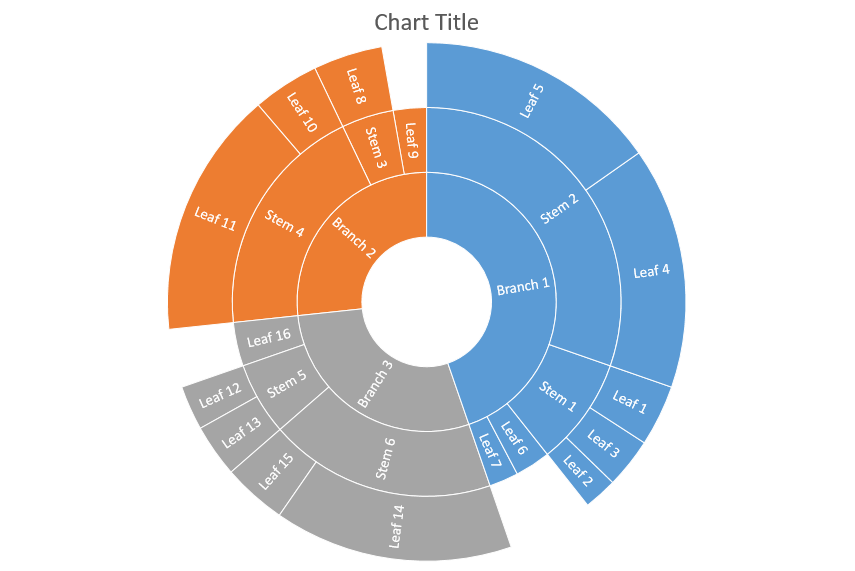 Chart Title
Leaf 5
Leaf 8
Leaf 10
Leaf 9
Stem 3
Stem 2
Leaf 11
Stem 4
Branch 2
Leaf 4
Branch 1
Leaf 16
Branch 3
Stem 5
Leaf 12
Stem 1
Leaf 1
Leaf 13
Leaf 6
Leaf 3
Leaf 7
Stem 6
Leaf 15
Leaf 2
Leaf 14